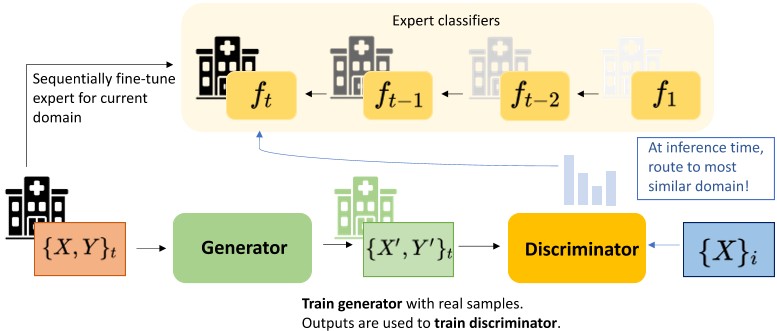 Expert classifiers
Sequentially fine-tune
expert for current
domain
f_t
f_{t-1}
f_{t-2}
f_1
At inference time,
route to most
similar domain!
{X, Y}_t
Generator
{X', Y'}_t
Discriminator
{X}_i
Train generator with real samples.
Outputs are used to train discriminator.